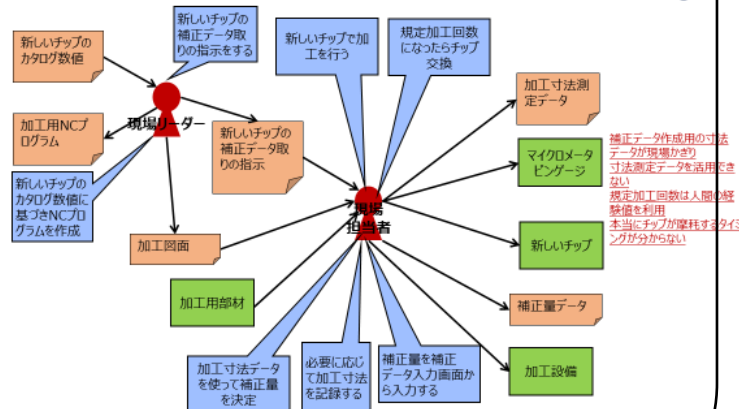 新しいチップの
カタログ数値
新しいチップの
補正データ取
りの指示をする
新しいチップで加
工を行う
規定加工回数
になったらチップ
交換
加工用NCプ
ログラム
現場リーダー
新しいチップの
補正データ取
りの指示
新しいチップの
カタログ数値に
基づきNCプロ
グラムを作成
加工図面
加工用部材
現場
担当者
加工寸法測
定データ
マイクロメータ
ピンゲージ
補正データ作成用の寸法
データが現場かぎり
寸法測定データを活用でき
ない
規定加工回数は人間の経
験値を利用
本当にチップが摩耗するタイミ
ングが分からない
新しいチップ
補正量データ
加工設備
加工寸法データ
を使って補正量
を決定
必要に応じ
て加工寸法
を記録する
補正量を補正
データ入力画面か
ら入力する